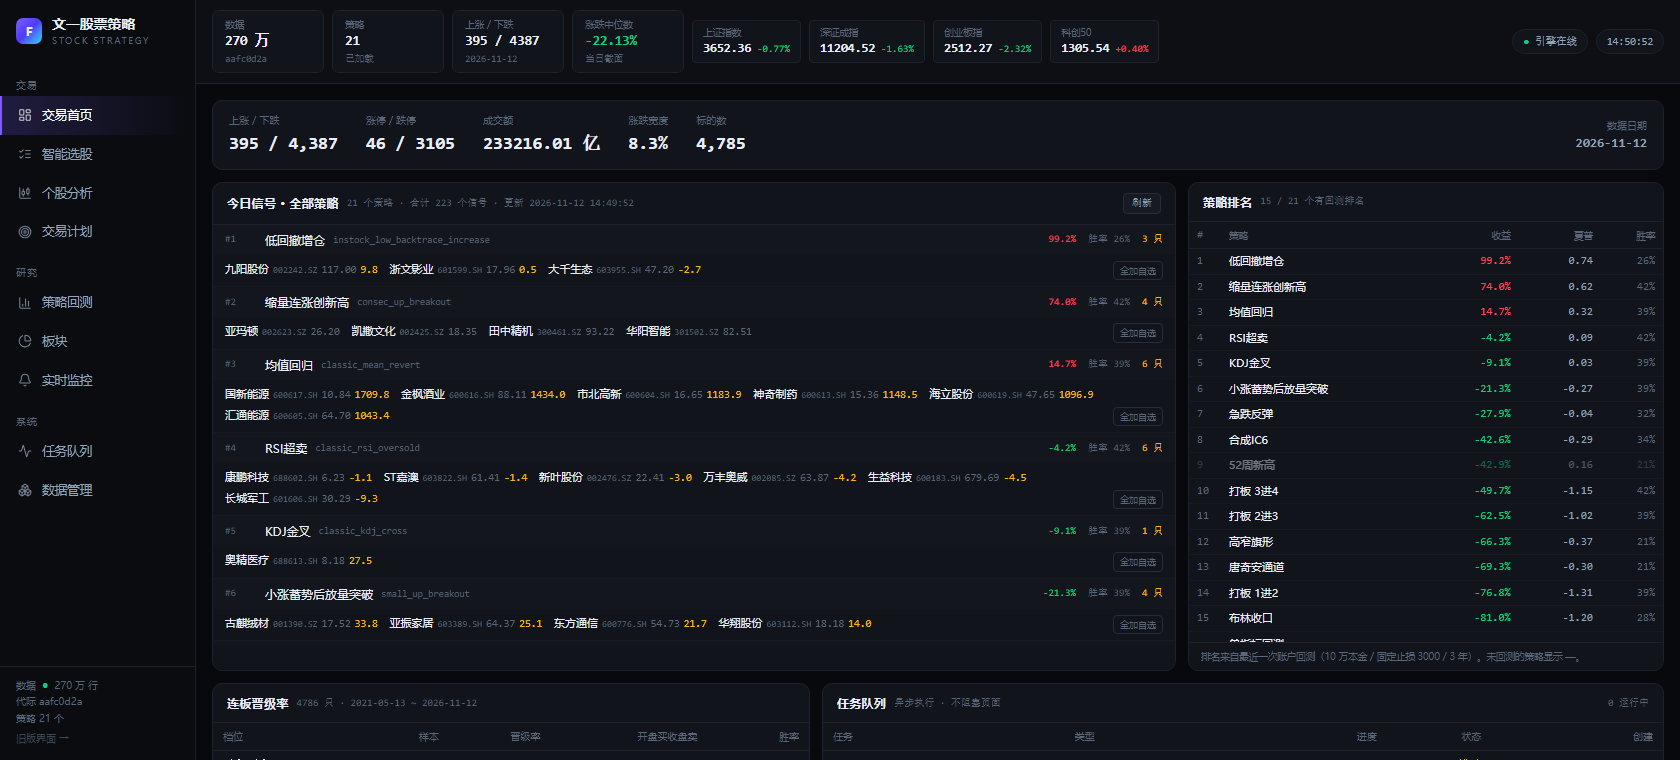 F 文一股票策略
STOCK STRATEGY
交易
交易首页
智能选股
个股分析
交易计划
研究
策略回测
板块
实时监控
系统
任务队列
数据管理
数据 ● 270 万 行
代际 aafc0d2a
策略 21 个
旧版界面 →
数据
270 万
aafc0d2a
策略
21
已加载
上涨 / 下跌
395 / 4387
2026-11-12
涨跌中位数
-22.13%
当日截面
上证指数
3652.36 -0.77%
深证成指
11204.52 -1.63%
创业板指
2512.27 -2.32%
科创50
1305.54 +0.40%
● 引擎在线
14:50:52
上涨 / 下跌
395 / 4,387
涨停 / 跌停
46 / 3105
成交额
233216.01 亿
涨跌宽度
8.3%
标的数
4,785
数据日期
2026-11-12
今日信号 • 全部策略 21 个策略 · 合计 223 个信号 · 更新 2026-11-12 14:49:52 刷新
#1 低回撤增仓 instock_low_backtrace_increase 99.2% 胜率 26% 3 只
九阳股份 002242.SZ 117.00 9.8 浙文影业 601599.SH 17.96 0.5 大千生态 603955.SH 47.20 -2.7 全加自选
#2 缩量连涨创新高 consec_up_breakout 74.0% 胜率 42% 4 只
亚玛顿 002623.SZ 26.20 凯撒文化 002425.SZ 18.35 田中精机 300461.SZ 93.22 华阳智能 301502.SZ 82.51 全加自选
#3 均值回归 classic_mean_revert 14.7% 胜率 39% 6 只
国新能源 600617.SH 10.84 1709.8 金枫酒业 600616.SH 88.11 1434.0 市北高新 600604.SH 16.65 1183.9 神奇制药 600613.SH 15.36 1148.5 海立股份 600619.SH 47.65 1096.9
汇通能源 600605.SH 64.70 1043.4 全加自选
#4 RSI超卖 classic_rsi_oversold -4.2% 胜率 42% 6 只
康鹏科技 688602.SH 6.23 -1.1 ST嘉澳 603822.SH 61.41 -1.4 新叶股份 002476.SZ 22.41 -3.0 万丰奥威 002085.SZ 63.87 -4.2 生益科技 600183.SH 679.69 -4.5
长城军工 601606.SH 30.29 -9.3 全加自选
#5 KDJ金叉 classic_kdj_cross -9.1% 胜率 39% 1 只
奥精医疗 688613.SH 8.18 27.5 全加自选
#6 小涨蓄势后放量突破 small_up_breakout -21.3% 胜率 39% 4 只
古麒绒材 001390.SZ 17.52 33.8 亚振家居 603389.SH 64.37 25.1 东方通信 600776.SH 54.73 21.7 华翔股份 603112.SH 18.18 14.0 全加自选
策略排名 15 / 21 个有回测排名
# 策略 收益 夏普 胜率
1 低回撤增仓 99.2% 0.74 26%
2 缩量连涨创新高 74.0% 0.62 42%
3 均值回归 14.7% 0.32 39%
4 RSI超卖 -4.2% 0.09 42%
5 KDJ金叉 -9.1% 0.03 39%
6 小涨蓄势后放量突破 -21.3% -0.27 39%
7 急跌反弹 -27.9% -0.04 32%
8 合成IC6 -42.6% -0.29 34%
9 52周新高 -42.9% 0.16 21%
10 打板 3进4 -49.7% -1.15 42%
11 打板 2进3 -62.5% -1.02 39%
12 高窄旗形 -66.3% -0.37 21%
13 唐奇安通道 -69.3% -0.30 21%
14 打板 1进2 -76.8% -1.31 39%
15 布林收口 -81.0% -1.20 28%
排名来自最近一次账户回测（10 万本金 / 固定止损 3000 / 3 年）。未回测的策略显示 —。
连板晋级率 4786 只 · 2021-05-13 ~ 2026-11-12
档位 样本 晋级率 开盘买收盘卖 胜率
任务队列 异步执行 · 不阻塞页面 0 运行中
任务 类型 进度 状态 创建